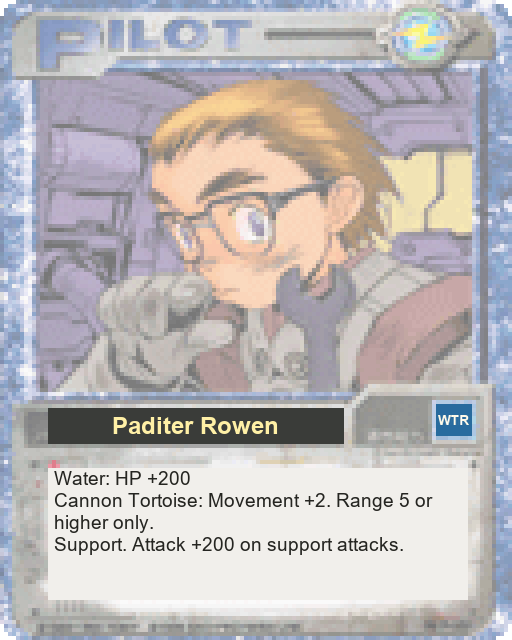 PILOT
Paditer Rowen
WTR
Water: HP +200
Cannon Tortoise: Movement +2. Range 5 or
higher only.
Support. Attack +200 on support attacks.